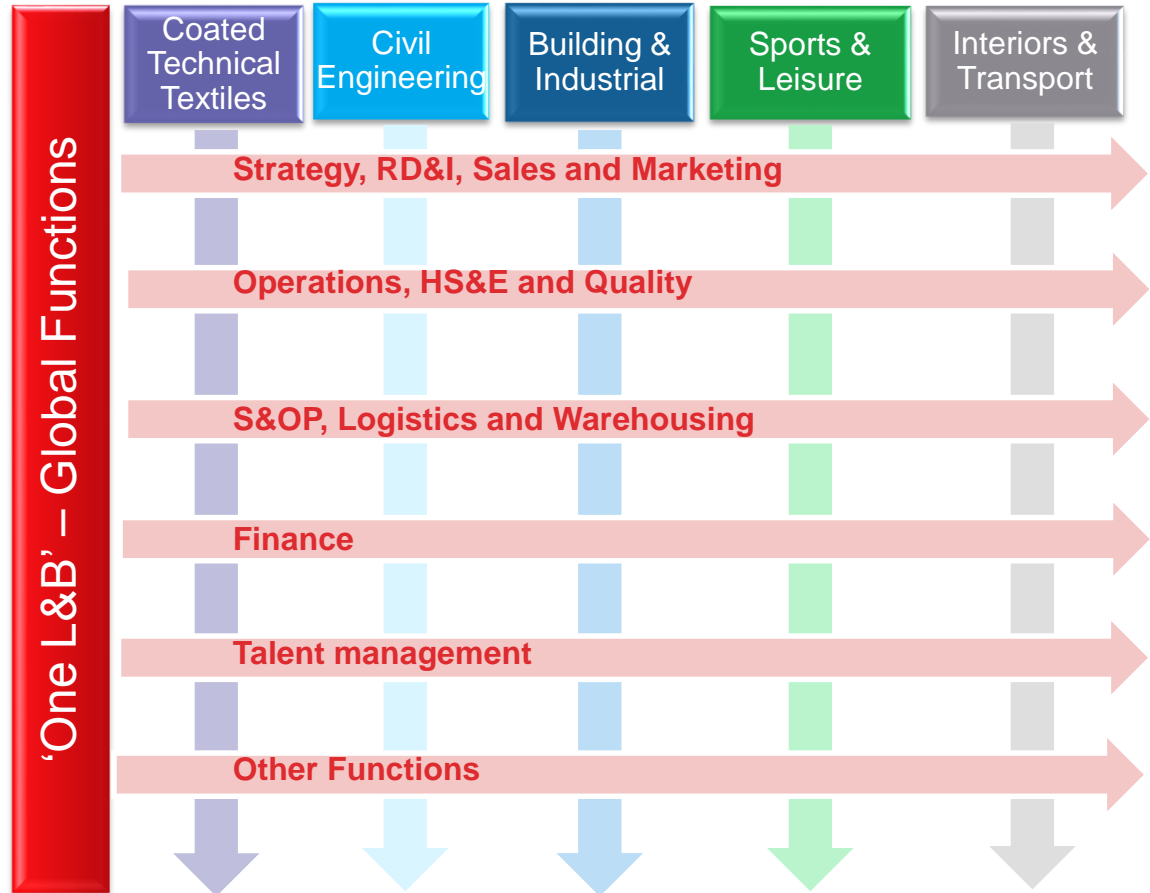 Coated
Technical
Textiles
Civil
Engineering
Building &
Industrial
Sports &
Leisure
Interiors &
Transport
‘One L&B’ – Global Functions
Strategy, RD&I, Sales and Marketing
Operations, HS&E and Quality
S&OP, Logistics and Warehousing
Finance
Talent management
Other Functions